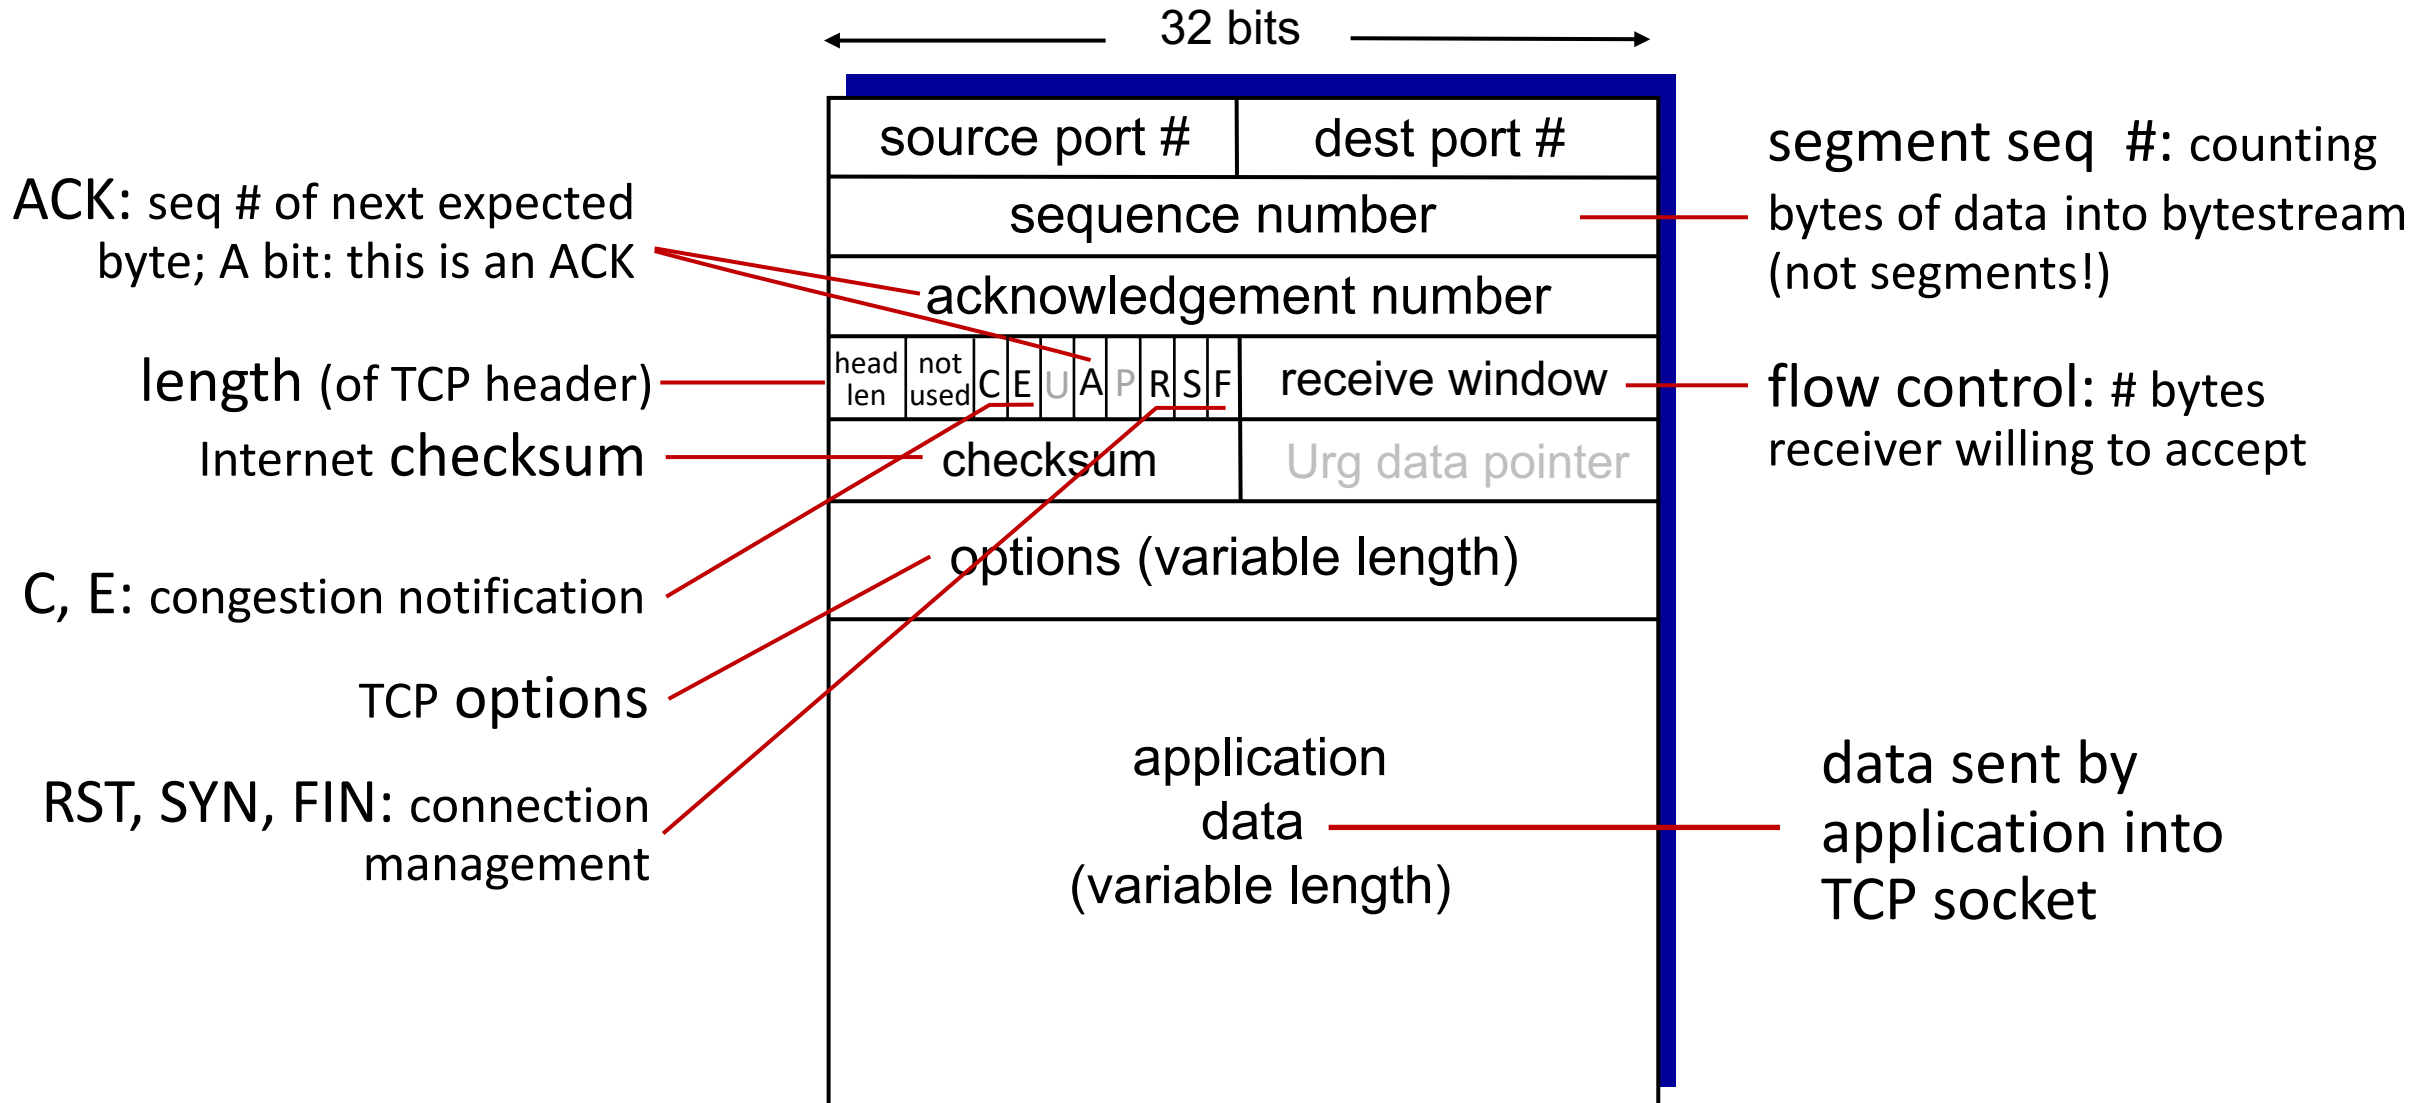 32 bits
source port #
dest port #
sequence number
acknowledgement number
head
len
not
used
C
E
U
A
P
R
S
F
receive window
checksum
Urg data pointer
options (variable length)
application
data
(variable length)
ACK: seq # of next expected
byte; A bit: this is an ACK
length (of TCP header)
Internet checksum
C, E: congestion notification
TCP options
RST, SYN, FIN: connection
management
segment seq #: counting
bytes of data into bytestream
(not segments!)
flow control: # bytes
receiver willing to accept
data sent by
application into
TCP socket